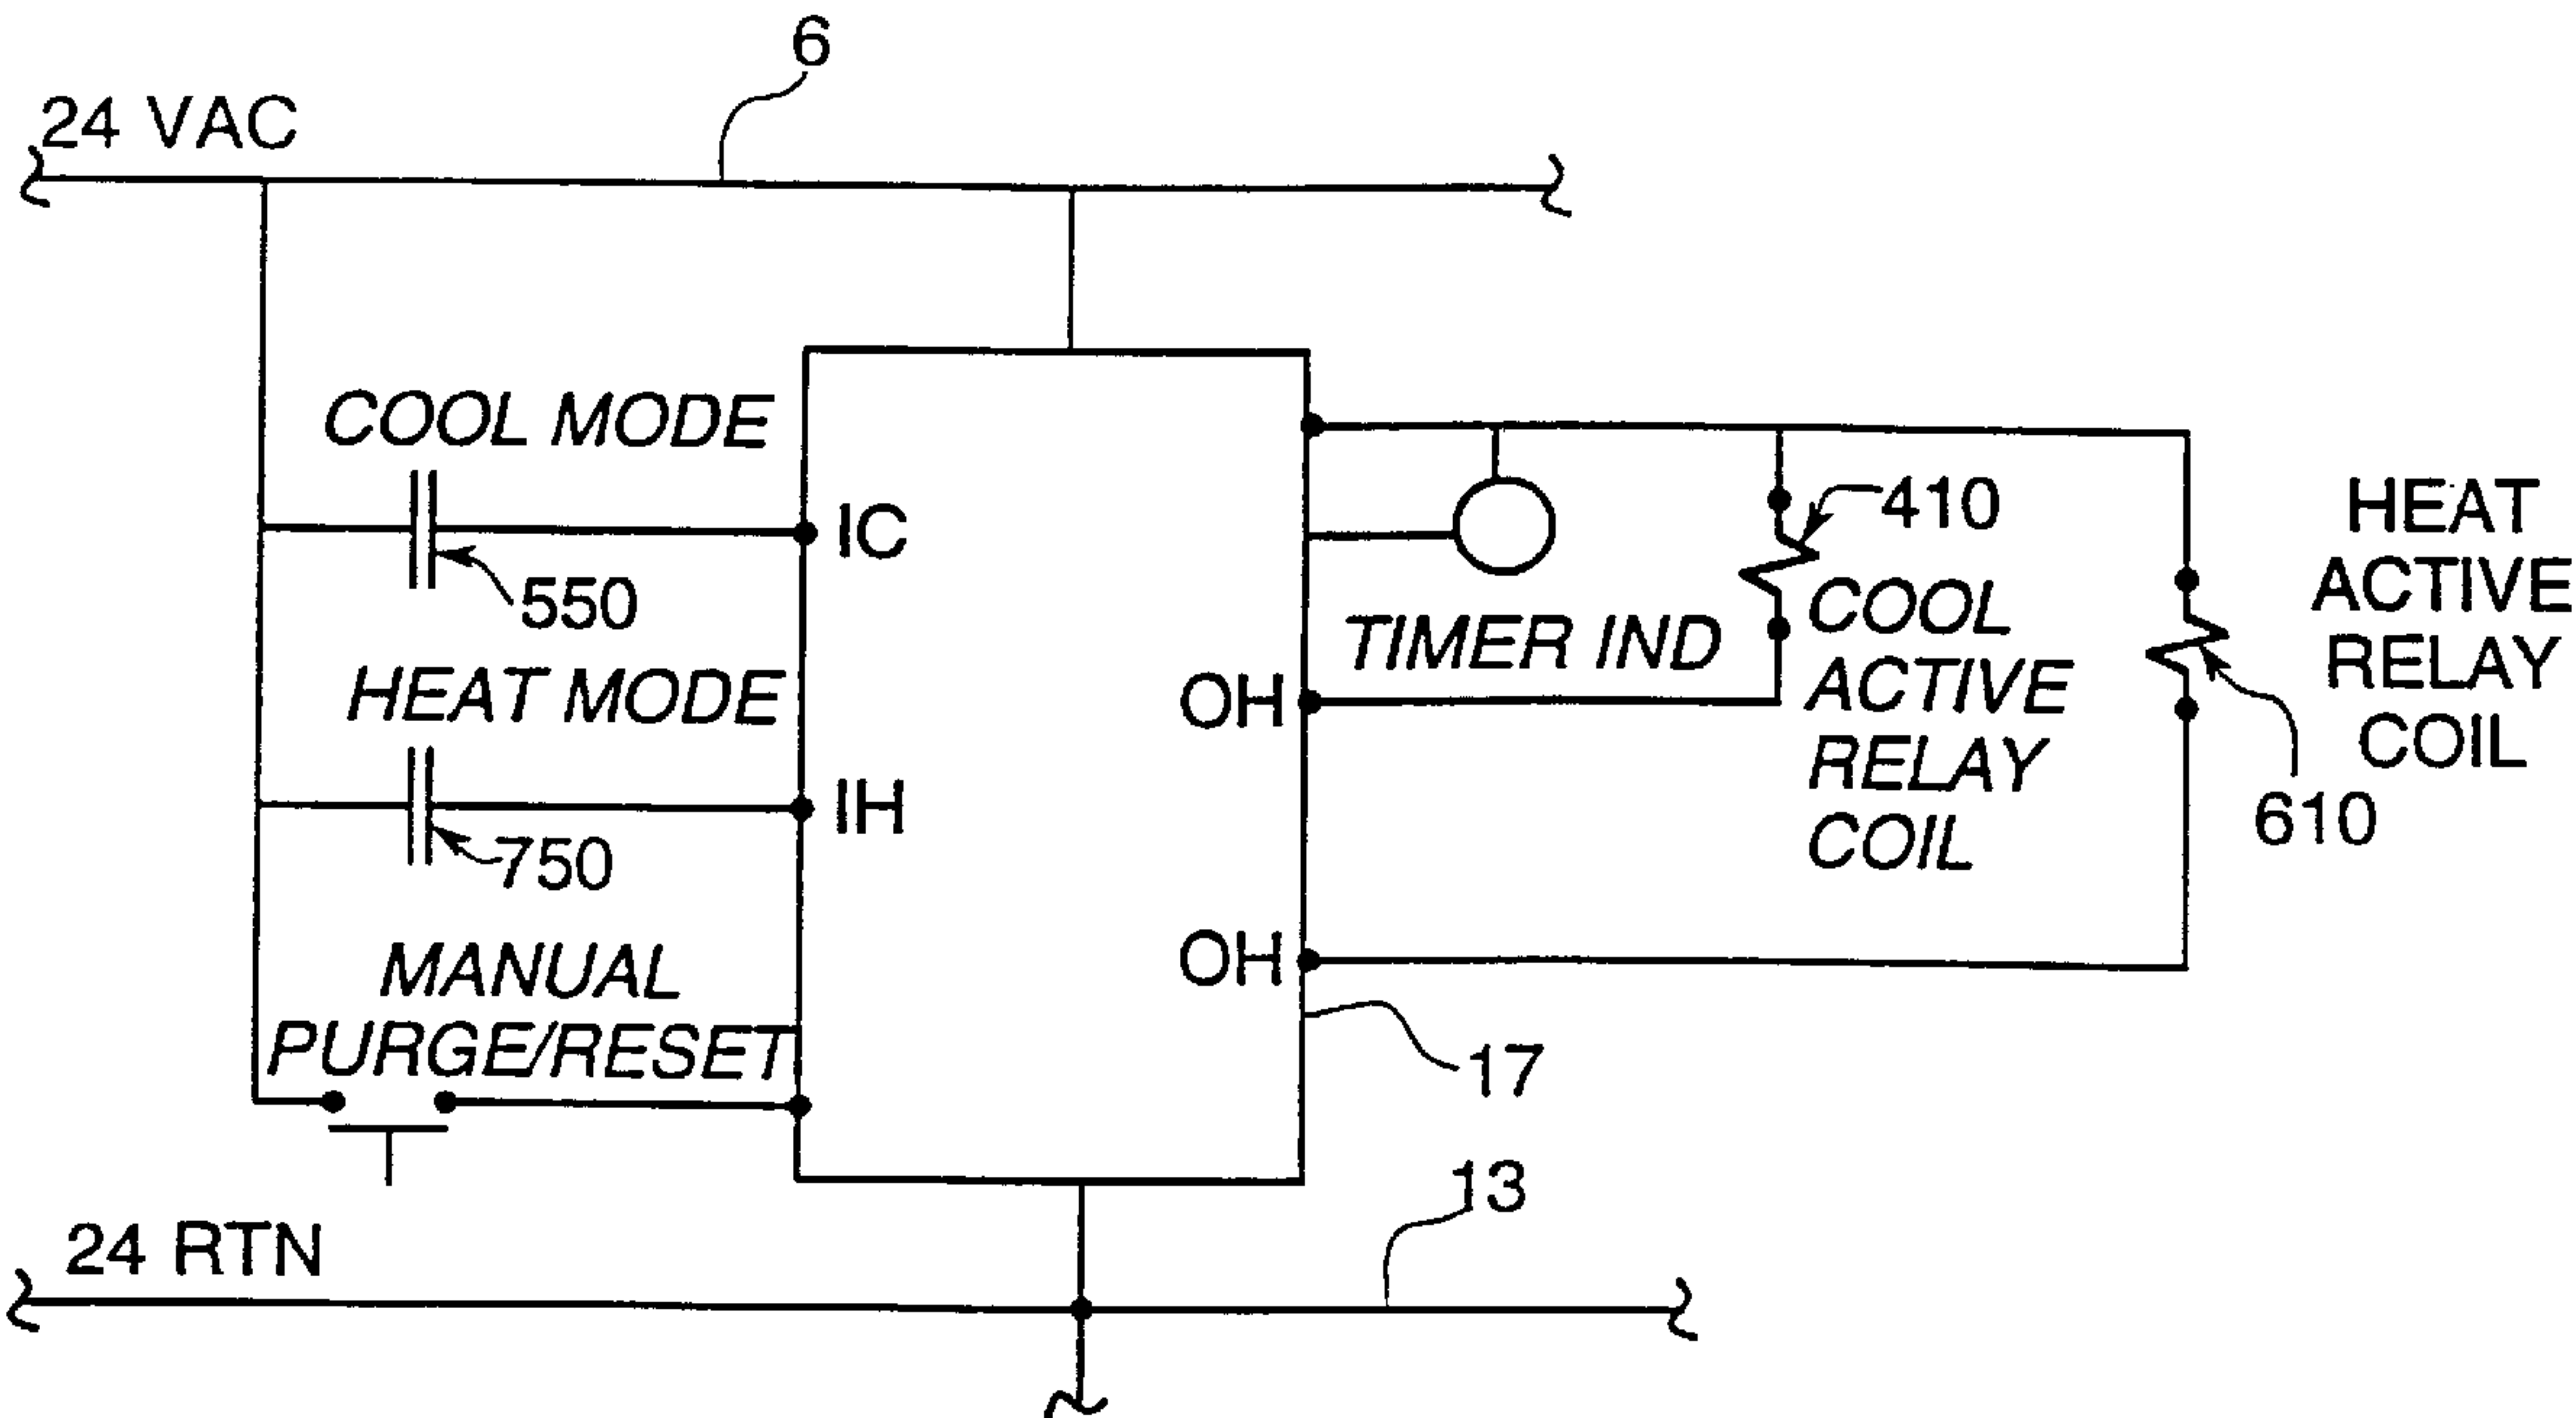 6
24 VAC
COOL MODE
IC
550
HEAT MODE
IH
750
MANUAL
PURGE/RESET
TIMER IND
410
COOL
ACTIVE
RELAY
COIL
OH
OH
HEAT
ACTIVE
RELAY
COIL
610
17
13
24 RTN